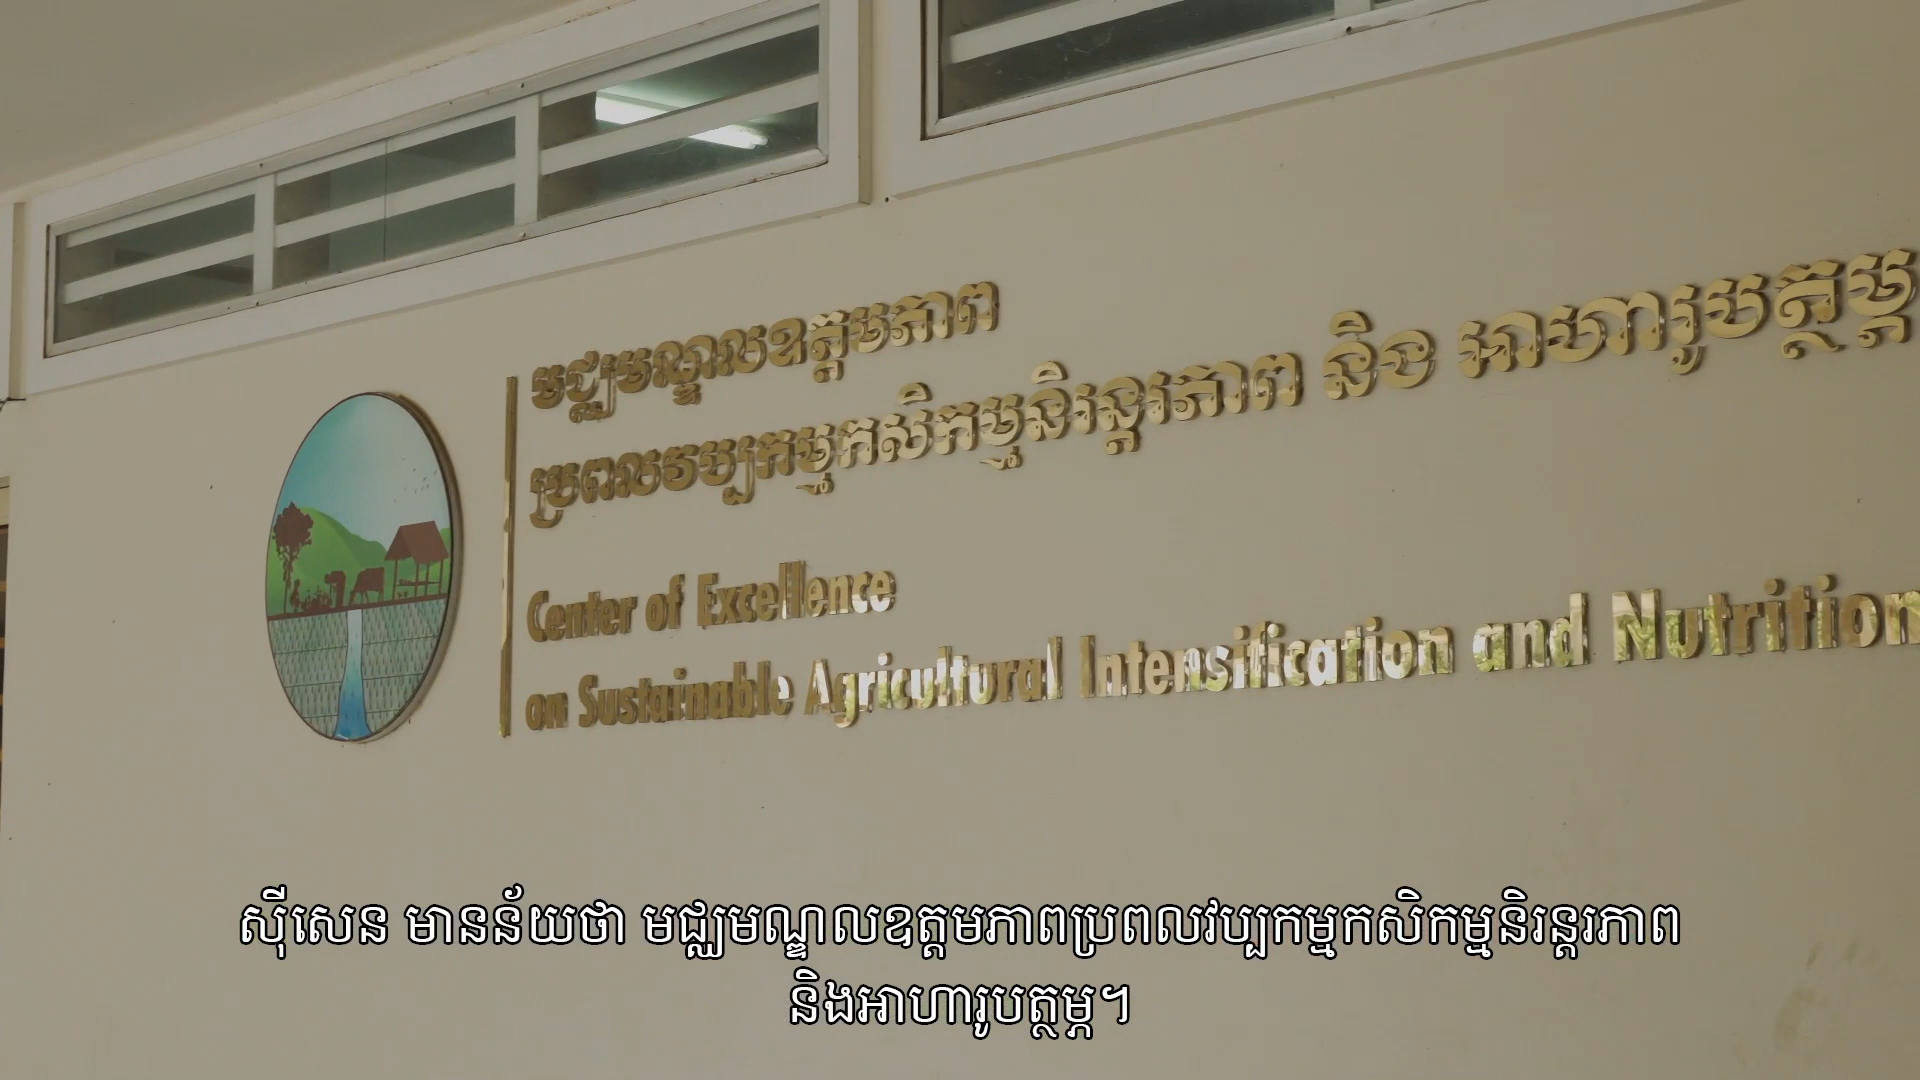 មជ្ឈមណ្ឌលឧត្តមភាព
ប្រពលវប្បកម្មកសិកម្មនិរន្តរភាព និង អាហារូបត្ថម្ភ
Center of Excellence
on Sustainable Agricultural Intensification and Nutrition
ស៊ីសេន មានន័យថា មជ្ឈមណ្ឌលឧត្តមភាពប្រពលវប្បកម្មកសិកម្មនិរន្តរភាព
និងអាហារូបត្ថម្ភ។